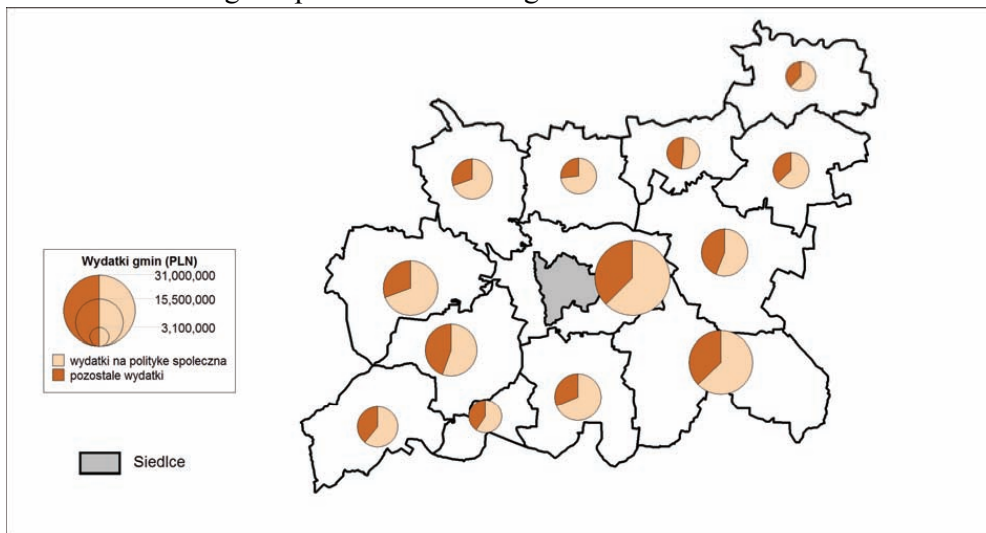 Wydatki gmin (PLN)
31,000,000
15,500,000
3,100,000
wydatki na polityke spoleczna
pozostale wydatki
Siedlce